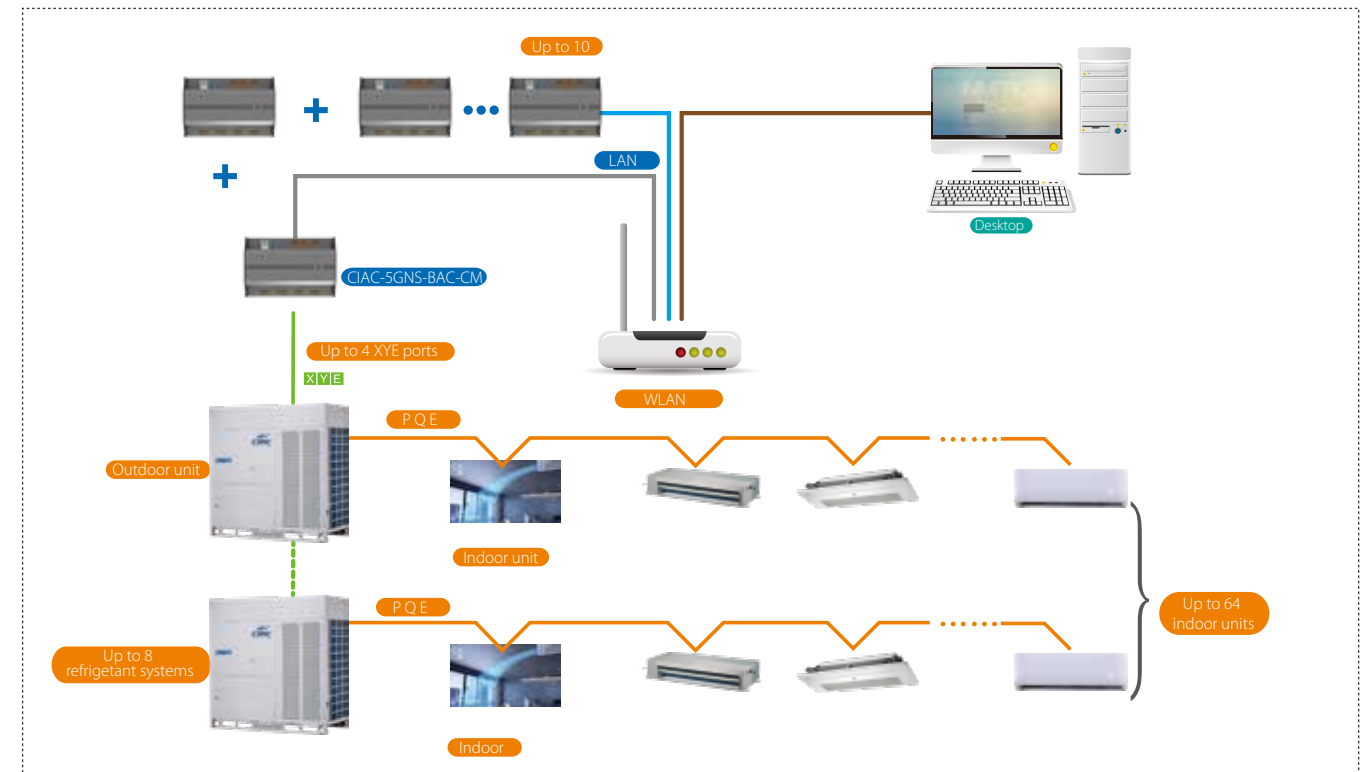 Up to 10
LAN
Desktop
CIAC-5GNS-BAC-CM
Up to 4 XYE ports
X Y E
WLAN
P Q E
Outdoor unit
Indoor unit
P Q E
Up to 64
indoor units
Up to 8
refrigetant systems
Indoor